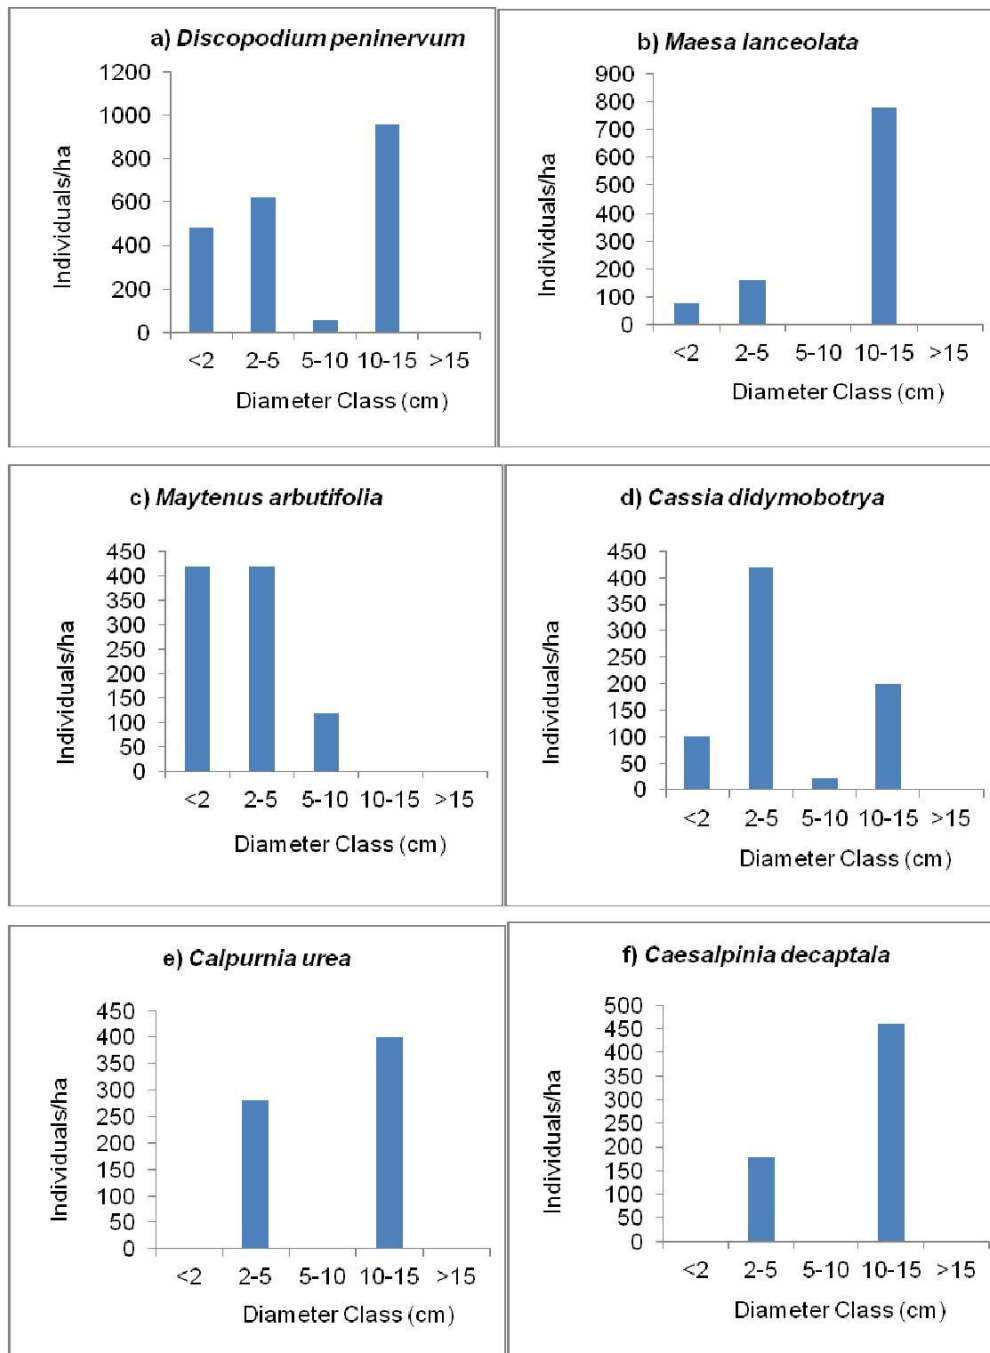 a) Discopodium peninervum
1200
1000
800
600
400
200
0
Individuals/ha
<2 2-5 5-10 10-15 >15
Diameter Class (cm)
b) Maesa lanceolata
900
800
700
600
500
400
300
200
100
0
Individuals/ha
<2 2-5 5-10 10-15 >15
Diameter Class (cm)
c) Maytenus arbutifolia
450
400
350
300
250
200
150
100
50
0
Individuals/ha
<2 2-5 5-10 10-15 >15
Diameter Class (cm)
d) Cassia didymobotrya
450
400
350
300
250
200
150
100
50
0
Individuals/ha
<2 2-5 5-10 10-15 >15
Diameter Class (cm)
e) Calpurnia urea
450
400
350
300
250
200
150
100
50
0
Individuals/ha
<2 2-5 5-10 10-15 >15
Diameter Class (cm)
f) Caesalpinia decaptala
500
450
400
350
300
250
200
150
100
50
0
Individuals/ha
<2 2-5 5-10 10-15 >15
Diameter Class (cm)